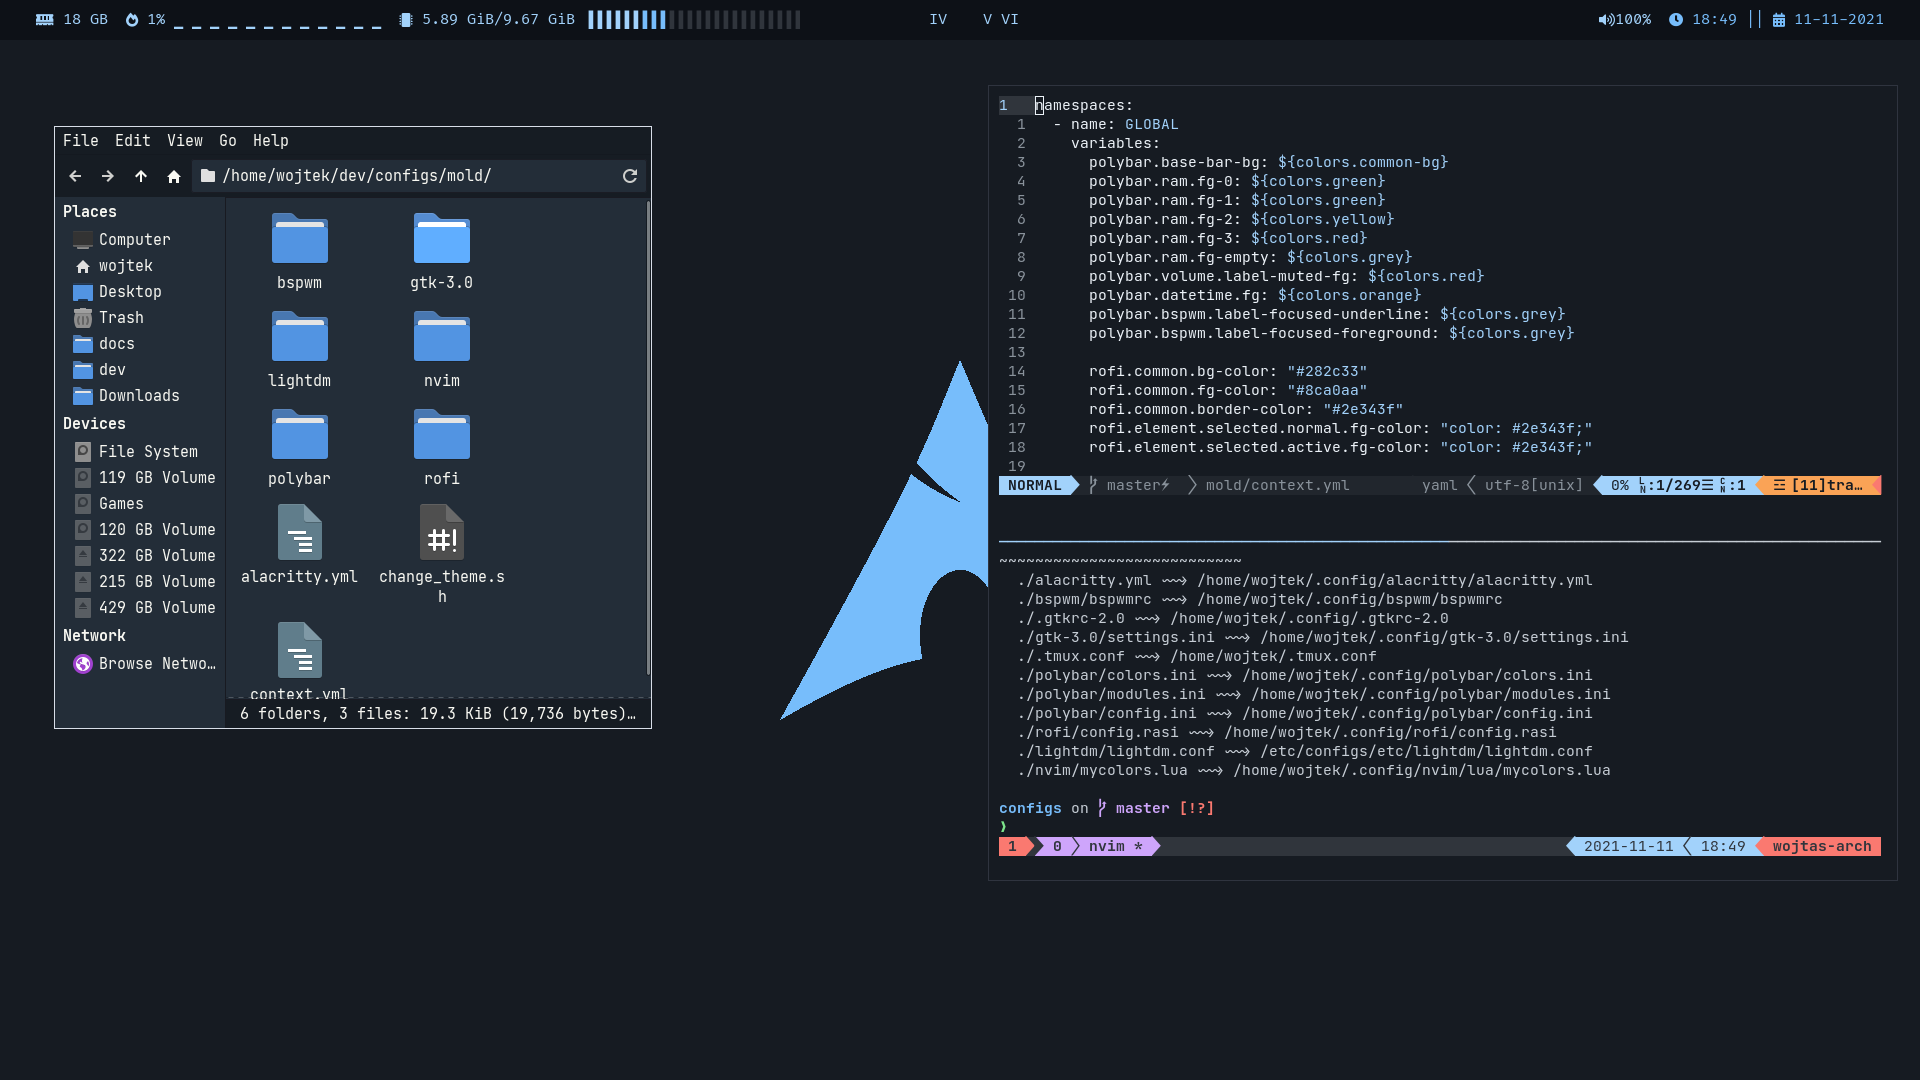 18 GB 1% _ _ _ _ _ _ _ _ _ _ _ _ 5.89 GiB/9.67 GiB IV V VI 100% 18:49 || 11-11-2021
File Edit View Go Help
/home/wojtek/dev/configs/mold/
Places
Computer
wojtek
Desktop
Trash
docs
dev
Downloads
Devices
File System
119 GB Volume
Games
120 GB Volume
322 GB Volume
215 GB Volume
429 GB Volume
Network
Browse Netwo…
bspwm gtk-3.0
lightdm nvim
polybar rofi
alacritty.yml change_theme.s
h
context.yml
6 folders, 3 files: 19.3 KiB (19,736 bytes)…
1 namespaces:
1 - name: GLOBAL
2 variables:
3 polybar.base-bar-bg: ${colors.common-bg}
4 polybar.ram.fg-0: ${colors.green}
5 polybar.ram.fg-1: ${colors.green}
6 polybar.ram.fg-2: ${colors.yellow}
7 polybar.ram.fg-3: ${colors.red}
8 polybar.ram.fg-empty: ${colors.grey}
9 polybar.volume.label-muted-fg: ${colors.red}
10 polybar.datetime.fg: ${colors.orange}
11 polybar.bspwm.label-focused-underline: ${colors.grey}
12 polybar.bspwm.label-focused-foreground: ${colors.grey}
13
14 rofi.common.bg-color: "#282c33"
15 rofi.common.fg-color: "#8ca0aa"
16 rofi.common.border-color: "#2e343f"
17 rofi.element.selected.normal.fg-color: "color: #2e343f;"
18 rofi.element.selected.active.fg-color: "color: #2e343f;"
19
NORMAL master⚡ mold/context.yml yaml utf-8[unix] 0% LN:1/269☰ CN:1 ☲ [11]tra…
~~~~~~~~~~~~~~~~~~~~~~~~~~~
./alacritty.yml ~~> /home/wojtek/.config/alacritty/alacritty.yml
./bspwm/bspwmrc ~~> /home/wojtek/.config/bspwm/bspwmrc
./.gtkrc-2.0 ~~> /home/wojtek/.config/.gtkrc-2.0
./gtk-3.0/settings.ini ~~> /home/wojtek/.config/gtk-3.0/settings.ini
./.tmux.conf ~~> /home/wojtek/.tmux.conf
./polybar/colors.ini ~~> /home/wojtek/.config/polybar/colors.ini
./polybar/modules.ini ~~> /home/wojtek/.config/polybar/modules.ini
./polybar/config.ini ~~> /home/wojtek/.config/polybar/config.ini
./rofi/config.rasi ~~> /home/wojtek/.config/rofi/config.rasi
./lightdm/lightdm.conf ~~> /etc/configs/etc/lightdm/lightdm.conf
./nvim/mycolors.lua ~~> /home/wojtek/.config/nvim/lua/mycolors.lua
configs on master [!?]
❯
1 0 nvim * 2021-11-11 18:49 wojtas-arch